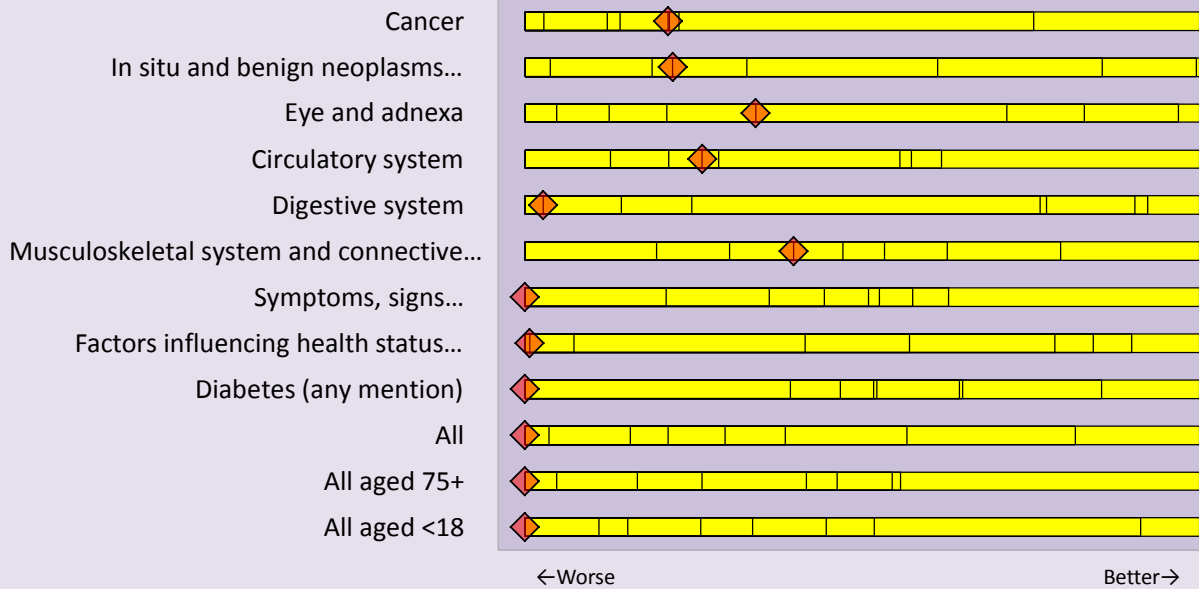 Cancer
In situ and benign neoplasms…
Eye and adnexa
Circulatory system
Digestive system
Musculoskeletal system and connective…
Symptoms, signs…
Factors influencing health status…
Diabetes (any mention)
All
All aged 75+
All aged <18
←Worse Better→